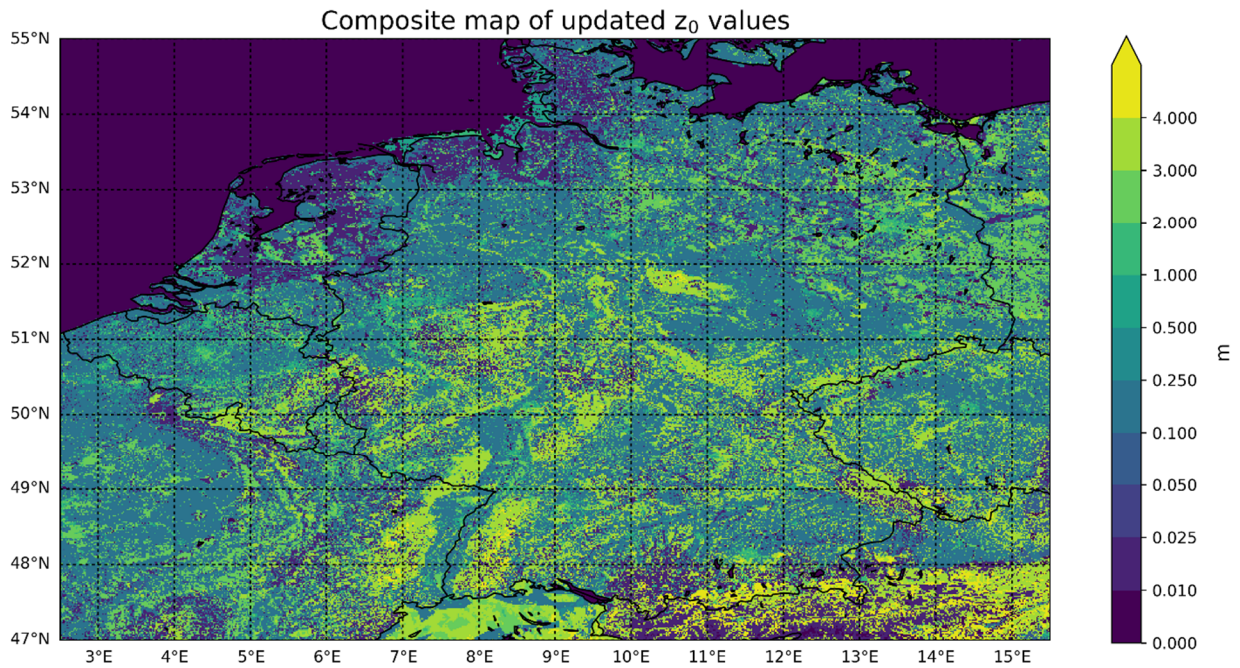 Composite map of updated z₀ values
55°N
54°N
53°N
52°N
51°N
50°N
49°N
48°N
47°N
3°E 4°E 5°E 6°E 7°E 8°E 9°E 10°E 11°E 12°E 13°E 14°E 15°E
4.000
3.000
2.000
1.000
0.500
0.250
0.100
0.050
0.025
0.010
0.000
m